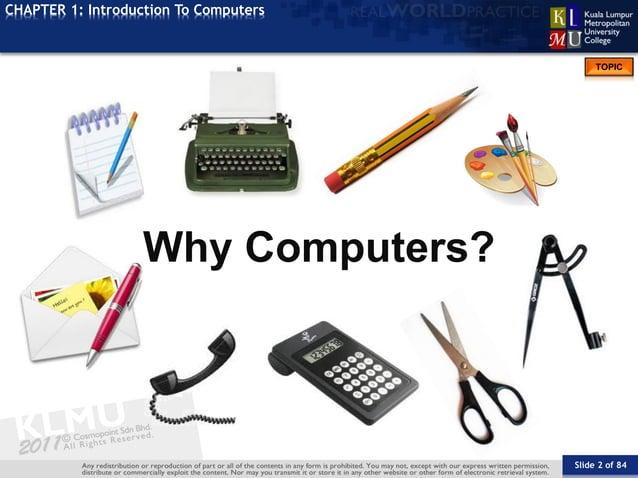 CHAPTER 1: Introduction To Computers
REALWORLDPRACTICE
KL
MU
Kuala Lumpur
Metropolitan
University
College
TOPIC
Why Computers?
Hello!
KLMU
2011© Cosmopoint Sdn Bhd.
All Rights Reserved.
Any redistribution or reproduction of part or all of the contents in any form is prohibited. You may not, except with our express written permission,
distribute or commercially exploit the content. Nor may you transmit it or store it in any other website or other form of electronic retrieval system.
Slide 2 of 84